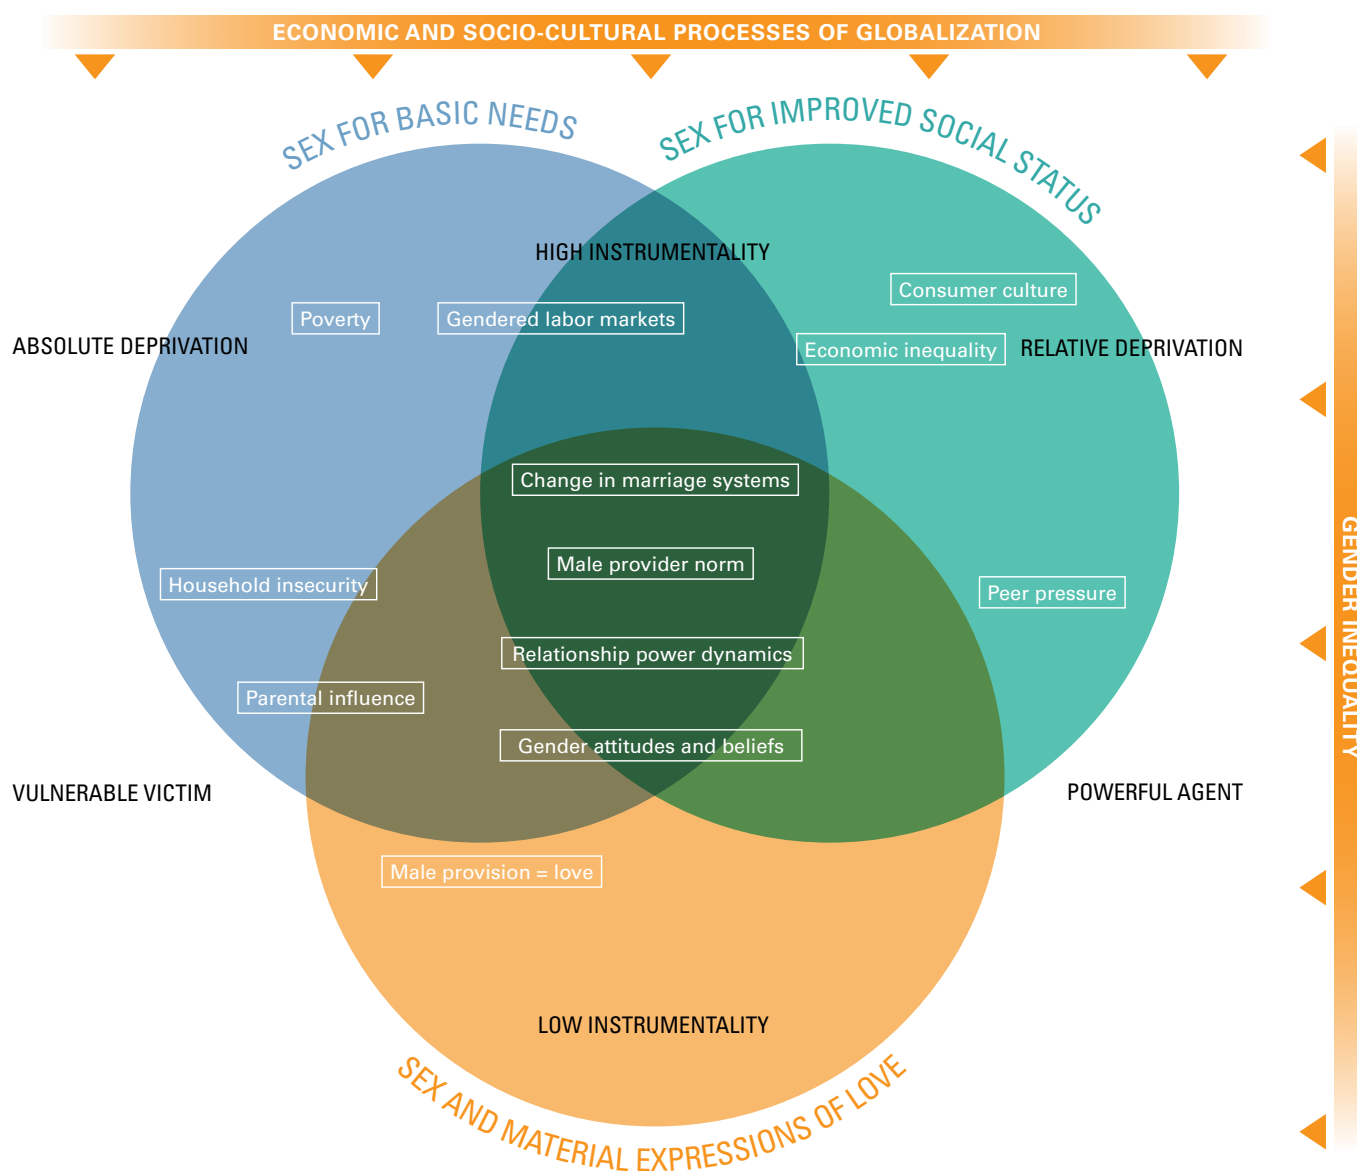 ECONOMIC AND SOCIO-CULTURAL PROCESSES OF GLOBALIZATION
SEX FOR BASIC NEEDS
SEX FOR IMPROVED SOCIAL STATUS
HIGH INSTRUMENTALITY
Consumer culture
Poverty
Gendered labor markets
ABSOLUTE DEPRIVATION
Economic inequality
RELATIVE DEPRIVATION
Change in marriage systems
Male provider norm
Household insecurity
Peer pressure
GENDER INEQUALITY
Relationship power dynamics
Parental influence
Gender attitudes and beliefs
VULNERABLE VICTIM
POWERFUL AGENT
Male provision = love
LOW INSTRUMENTALITY
SEX AND MATERIAL EXPRESSIONS OF LOVE